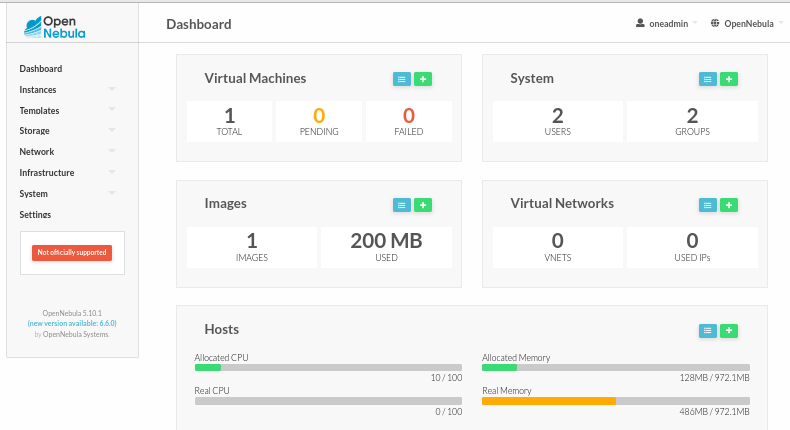 Open
Nebula
Dashboard
oneadmin
OpenNebula
Dashboard
Instances
Templates
Storage
Network
Infrastructure
System
Settings
Not officially supported
OpenNebula 5.10.1
(new version available: 6.6.0)
by OpenNebula Systems.
Virtual Machines
1
TOTAL
0
PENDING
0
FAILED
System
2
USERS
2
GROUPS
Images
1
IMAGES
200 MB
USED
Virtual Networks
0
VNETS
0
USED IPs
Hosts
Allocated CPU
10 / 100
Real CPU
0 / 100
Allocated Memory
128MB / 972.1MB
Real Memory
486MB / 972.1MB